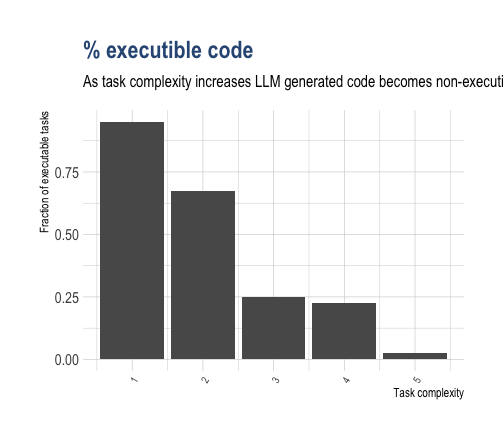 % executible code
As task complexity increases LLM generated code becomes non-executi
Fraction of executable tasks
0.75
0.50
0.25
0.00
1 2 3 4 5
Task complexity